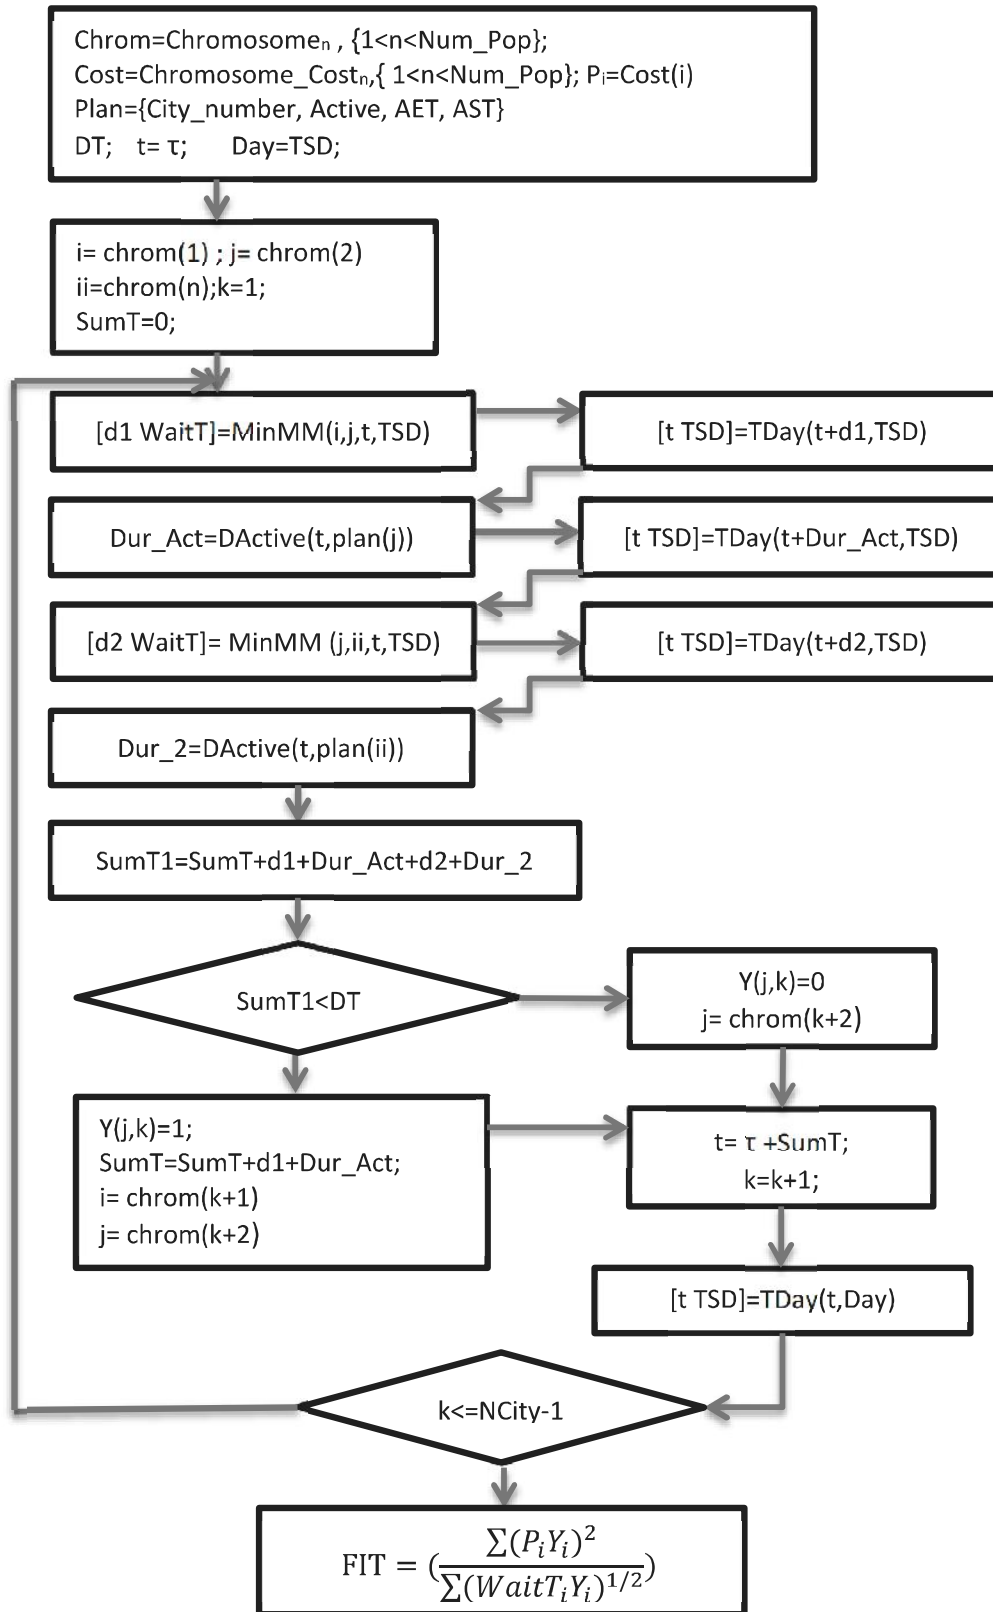 Chrom=Chromosomeₙ , {1<n<Num_Pop};
Cost=Chromosome_Costₙ,{ 1<n<Num_Pop}; Pᵢ=Cost(i)
Plan={City_number, Active, AET, AST}
DT; t= τ; Day=TSD;
i= chrom(1) ; j= chrom(2)
ii=chrom(n);k=1;
SumT=0;
[d1 WaitT]=MinMM(i,j,t,TSD)
[t TSD]=TDay(t+d1,TSD)
Dur_Act=DActive(t,plan(j))
[t TSD]=TDay(t+Dur_Act,TSD)
[d2 WaitT]= MinMM (j,ii,t,TSD)
[t TSD]=TDay(t+d2,TSD)
Dur_2=DActive(t,plan(ii))
SumT1=SumT+d1+Dur_Act+d2+Dur_2
SumT1<DT
Y(j,k)=0
j= chrom(k+2)
Y(j,k)=1;
SumT=SumT+d1+Dur_Act;
i= chrom(k+1)
j= chrom(k+2)
t= τ +SumT;
k=k+1;
[t TSD]=TDay(t,Day)
k<=NCity-1
FIT = (∑(PᵢYᵢ)² / ∑(WaitTᵢYᵢ)^1/2)